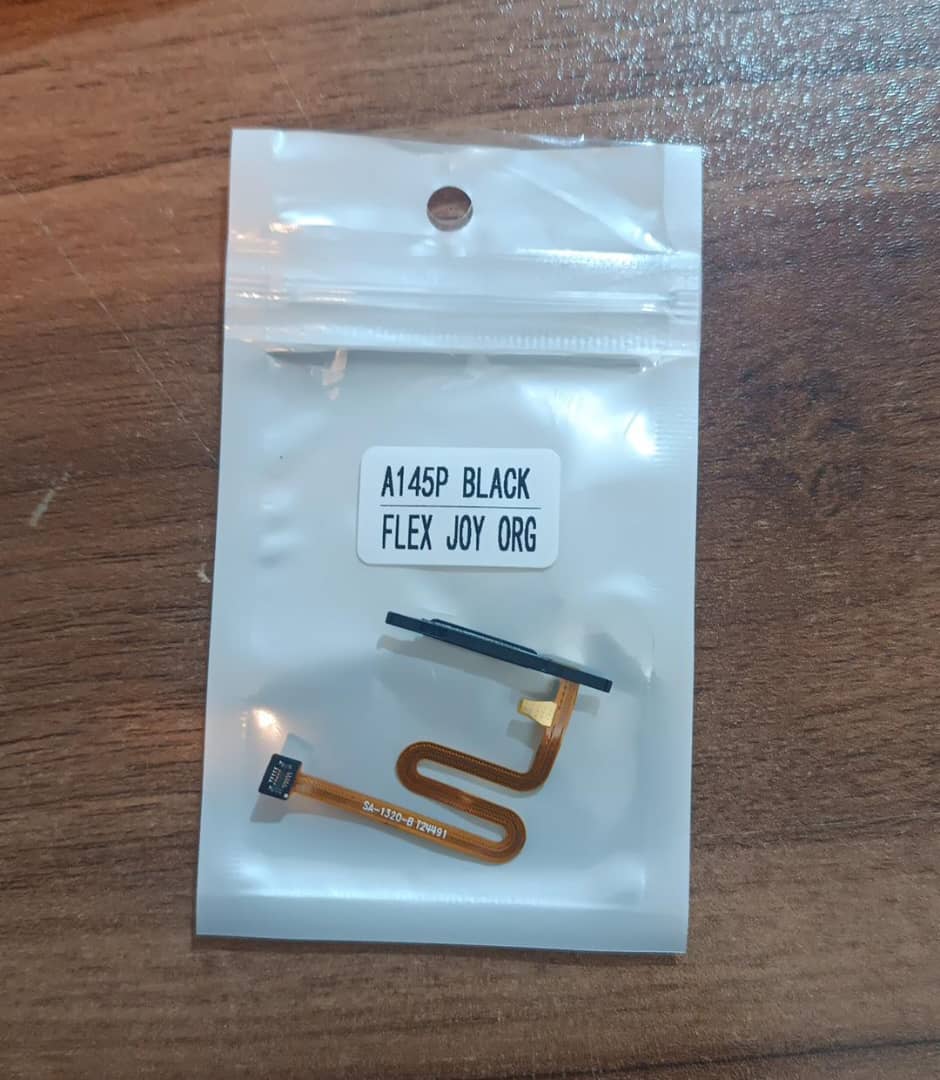 A145P BLACK
FLEX JOY ORG
SA-1320-B T24491